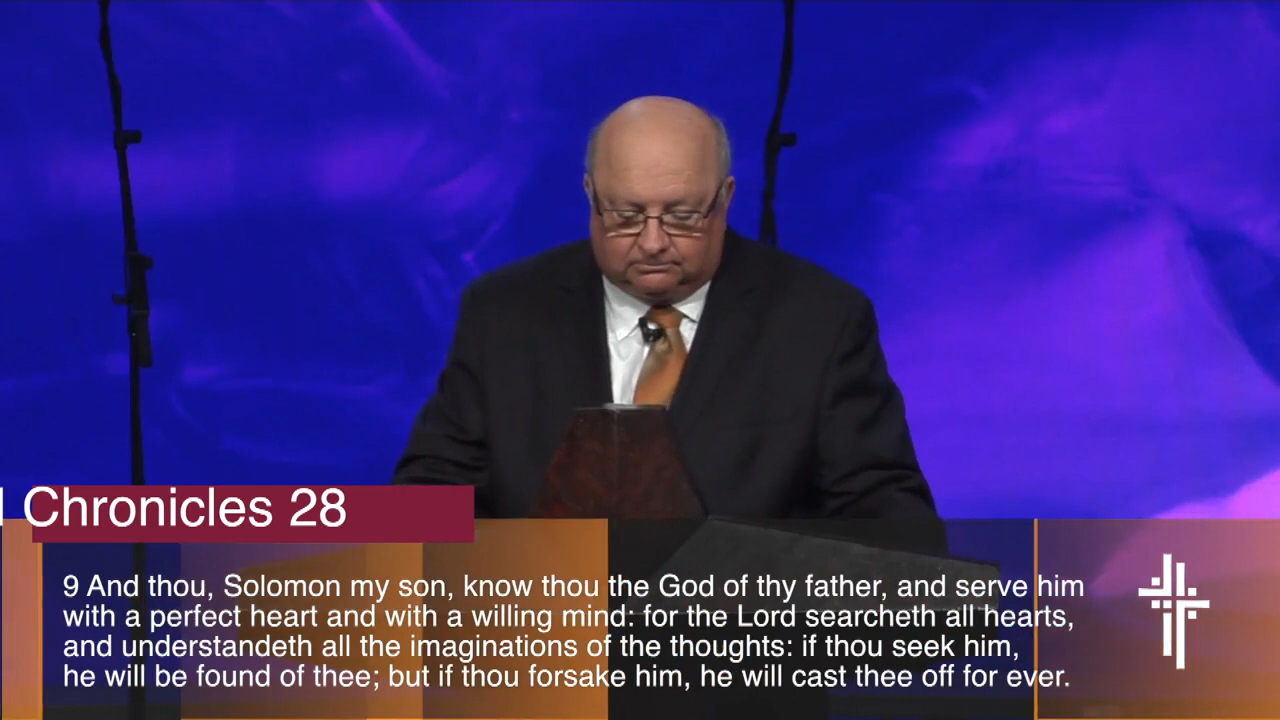 I Chronicles 28
9 And thou, Solomon my son, know thou the God of thy father, and serve him
with a perfect heart and with a willing mind: for the Lord searcheth all hearts,
and understandeth all the imaginations of the thoughts: if thou seek him,
he will be found of thee; but if thou forsake him, he will cast thee off for ever.